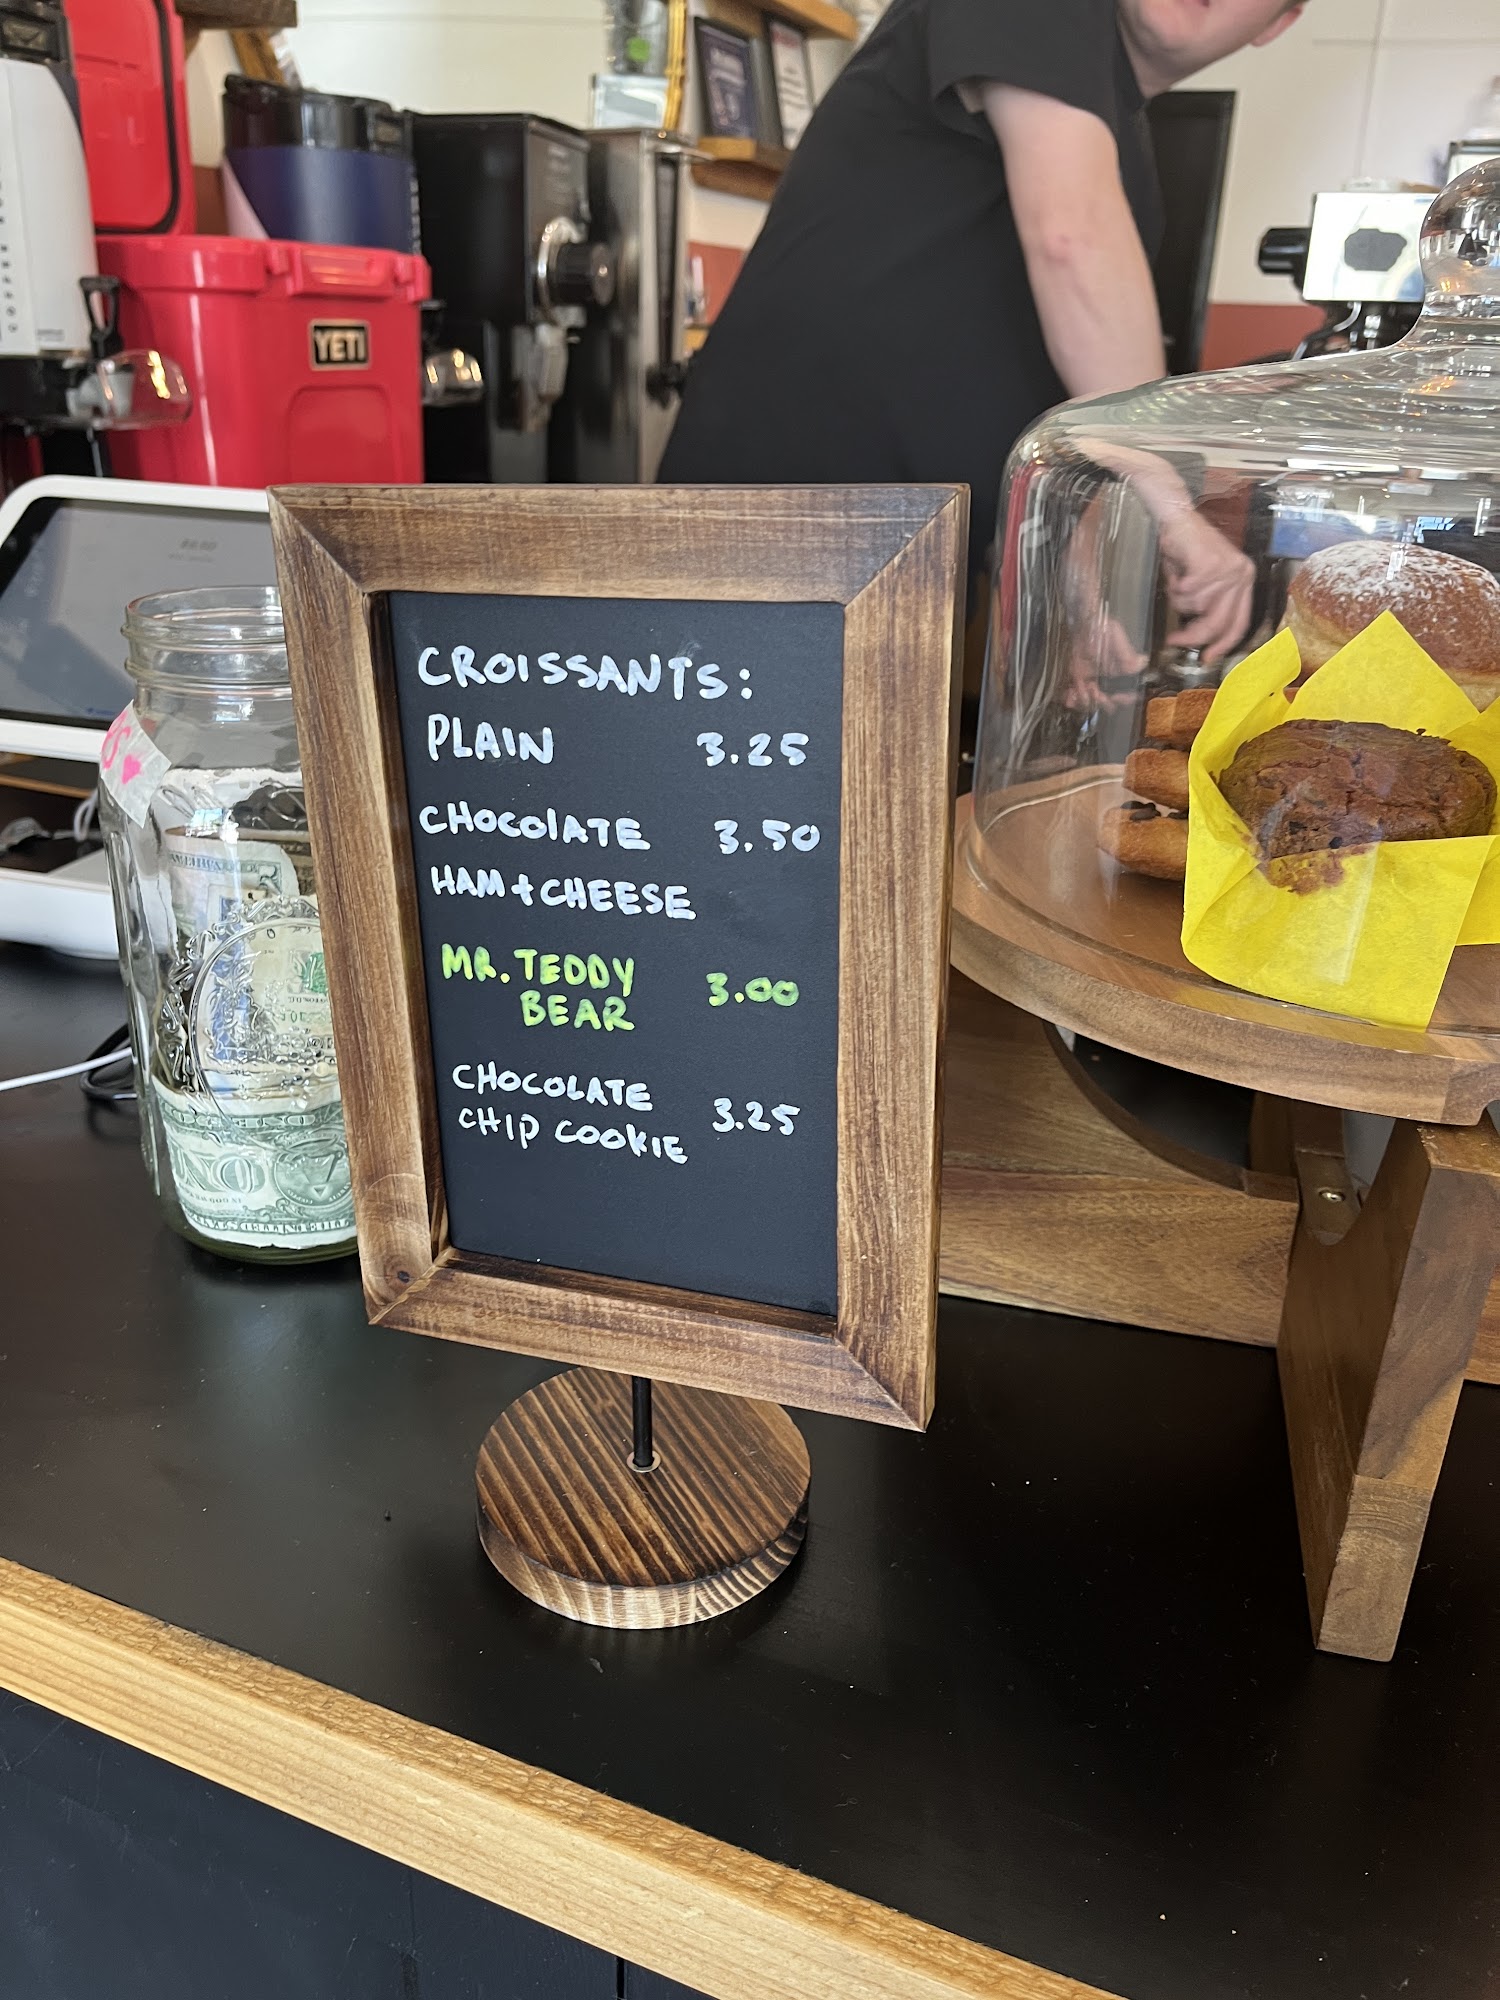 YETI
CROISSANTS:
PLAIN 3.25
CHOCOLATE 3.50
HAM + CHEESE
MR. TEDDY 3.00
BEAR
CHOCOLATE 3.25
CHIP COOKIE